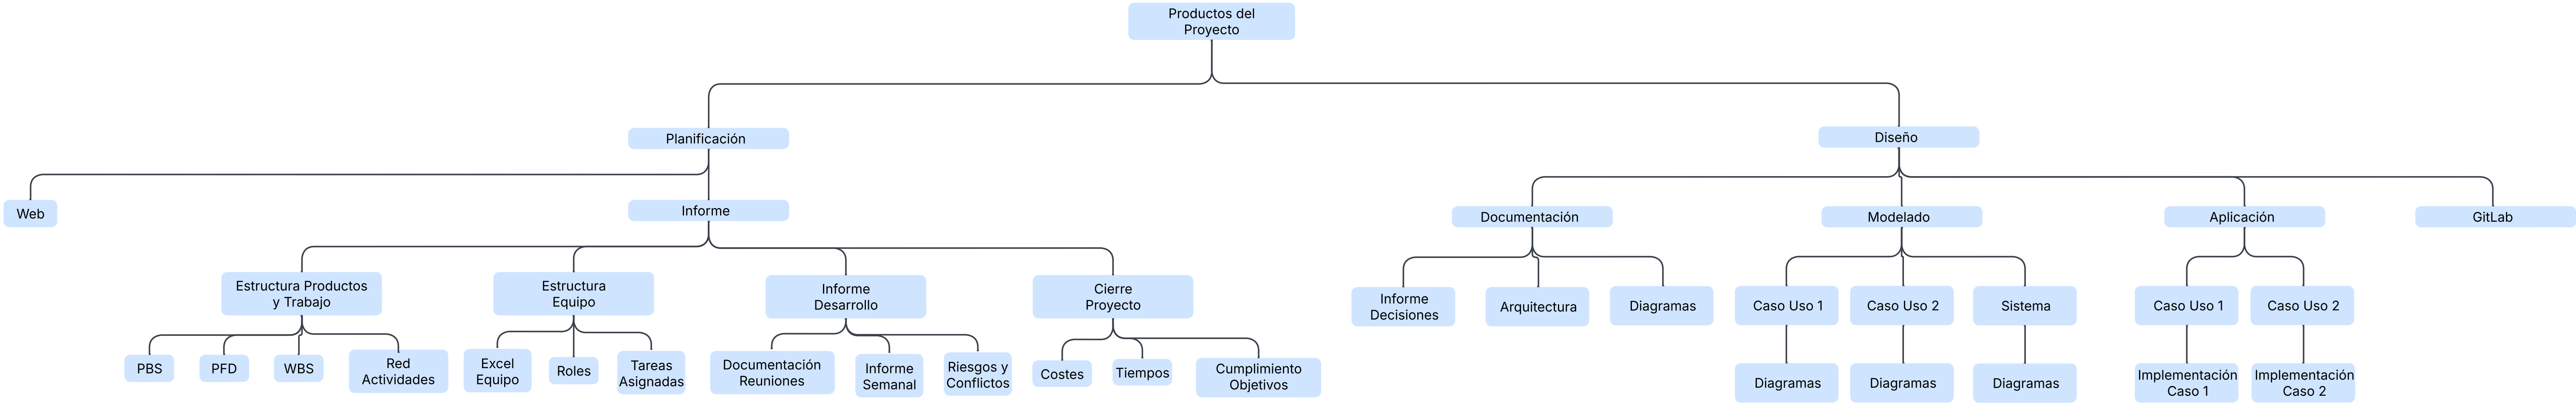 Productos del
Proyecto
Planificación
Diseño
Web
Informe
Documentación
Modelado
Aplicación
GitLab
Estructura Productos
y Trabajo
Estructura
Equipo
Informe
Desarrollo
Cierre
Proyecto
Informe
Decisiones
Arquitectura
Diagramas
Caso Uso 1
Caso Uso 2
Sistema
Caso Uso 1
Caso Uso 2
PBS
PFD
WBS
Red
Actividades
Excel
Equipo
Roles
Tareas
Asignadas
Documentación
Reuniones
Informe
Semanal
Riesgos y
Conflictos
Costes
Tiempos
Cumplimiento
Objetivos
Diagramas
Diagramas
Diagramas
Implementación
Caso 1
Implementación
Caso 2